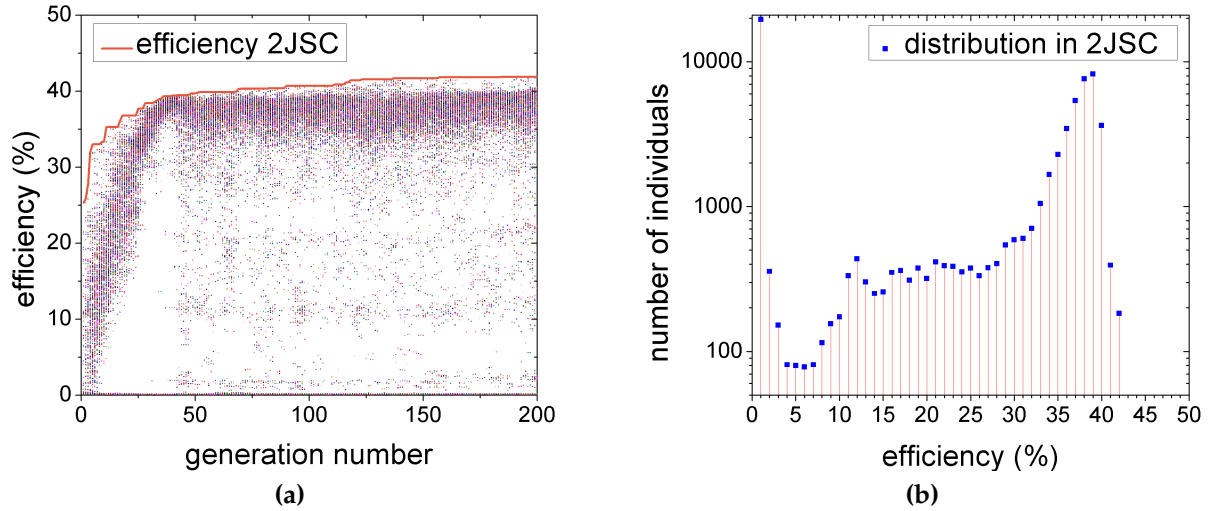 efficiency 2JSC
efficiency (%)
50
40
30
20
10
0
0 50 100 150 200
generation number
(a)
distribution in 2JSC
number of individuals
10000
1000
100
0 5 10 15 20 25 30 35 40 45 50
efficiency (%)
(b)